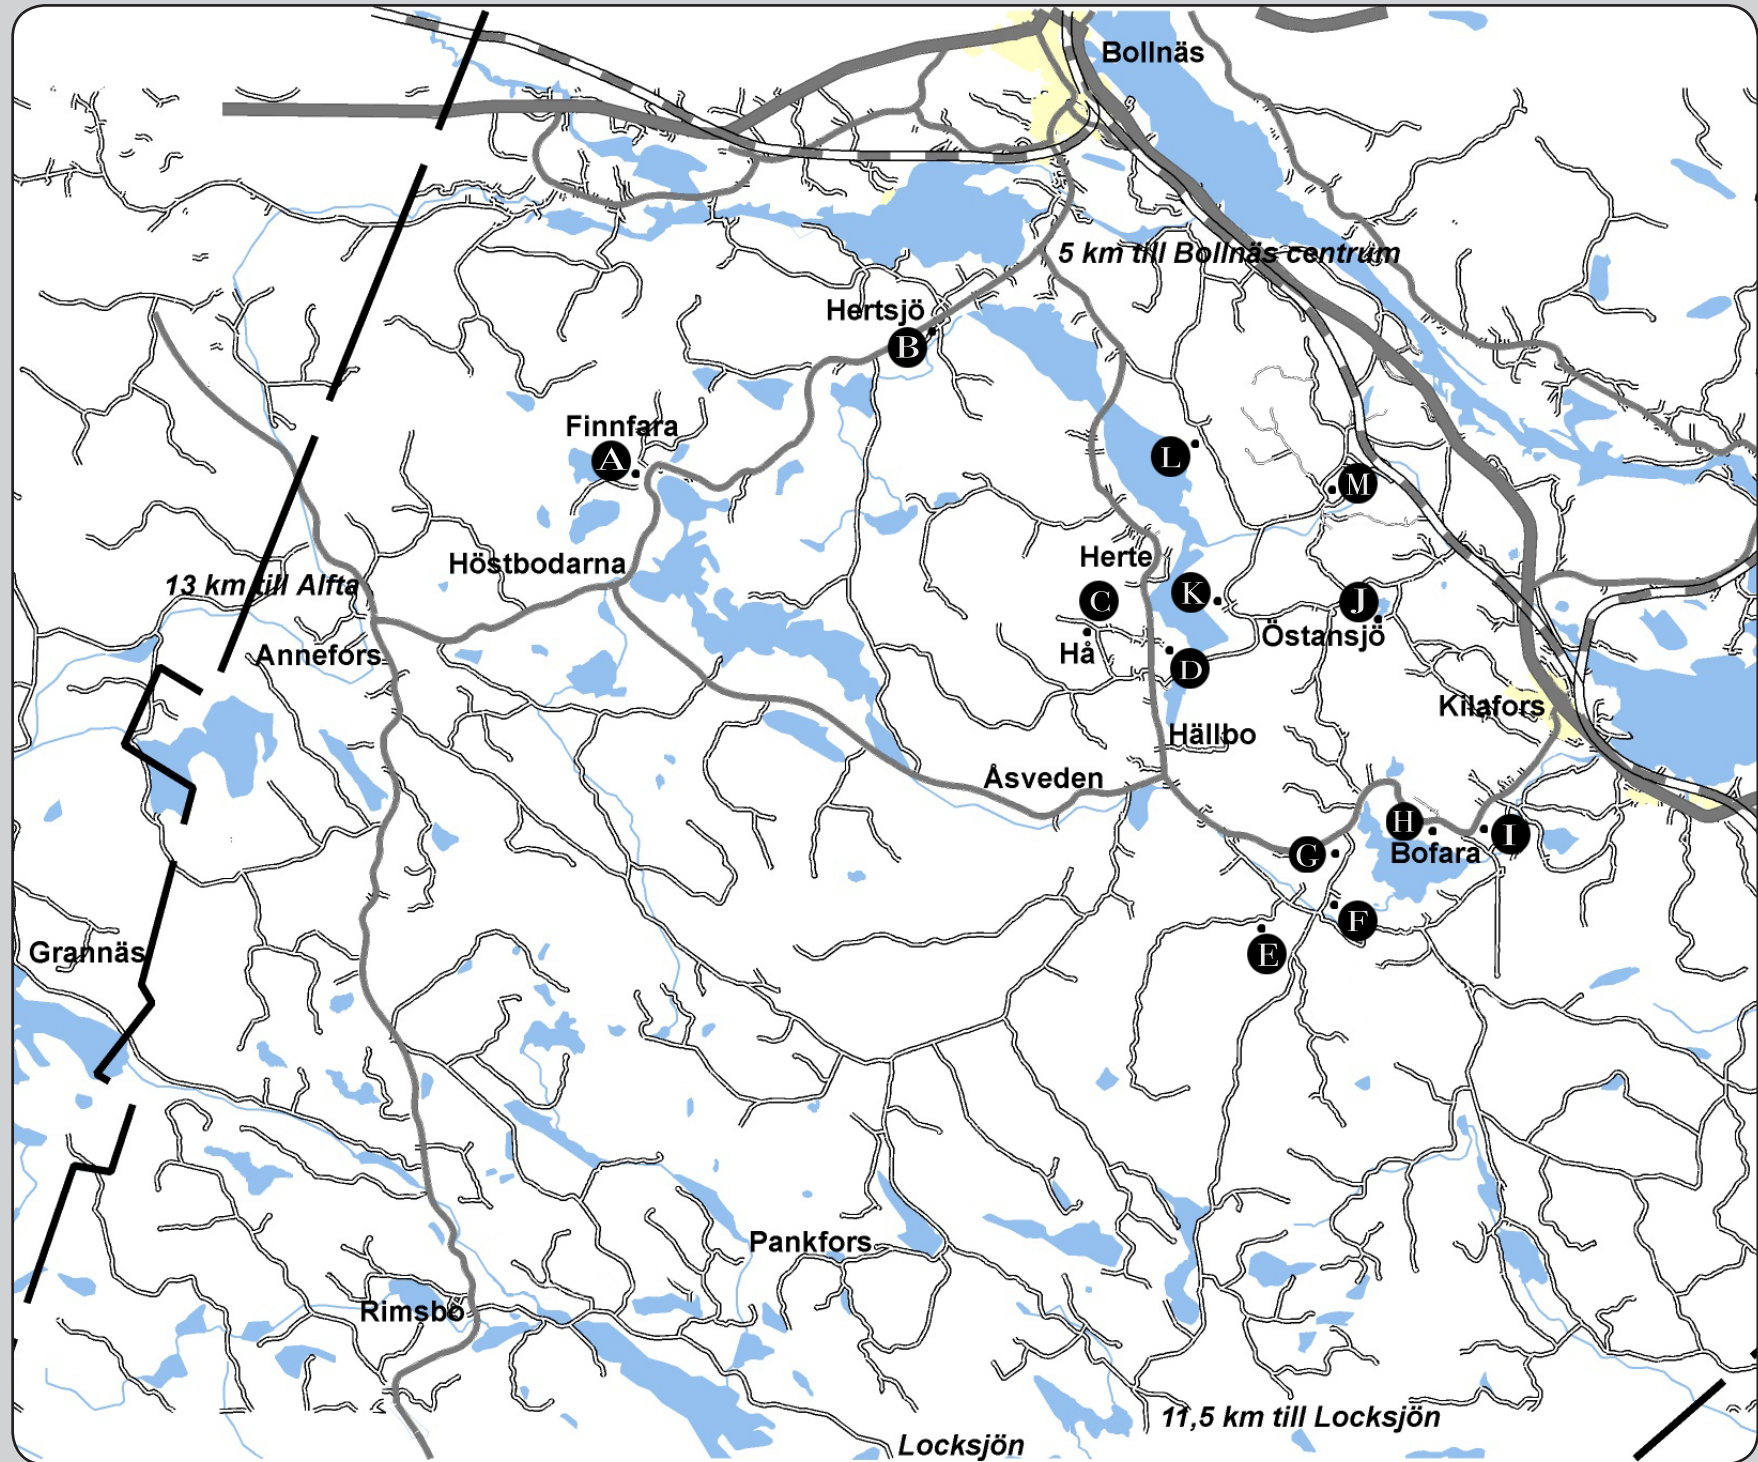 Bollnäs
5 km till Bollnäs centrum
Hertsjö
B
Finnfara
A
L
M
Höstbodarna
Herte
13 km till Alfta
C
K
J
Östansjö
Annefors
Hå
D
Kilafors
Hällbo
Åsveden
H
I
G
Bofara
F
Grannäs
E
Pankfors
Rimsbo
11,5 km till Locksjön
Locksjön